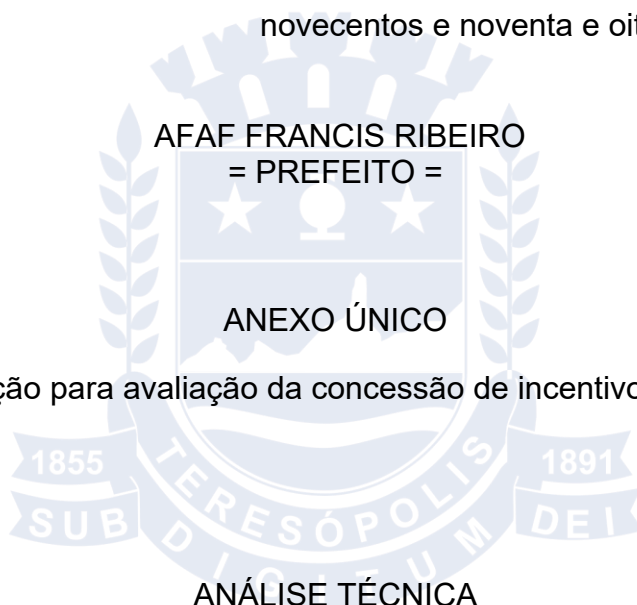 novecentos e noventa e oit
AFAF FRANCIS RIBEIRO
= PREFEITO =
ANEXO ÚNICO
ção para avaliação da concessão de incentivo
1855
1891
TERESÓPOLIS
SUB
DIGITUM
DEI
ANÁLISE TÉCNICA